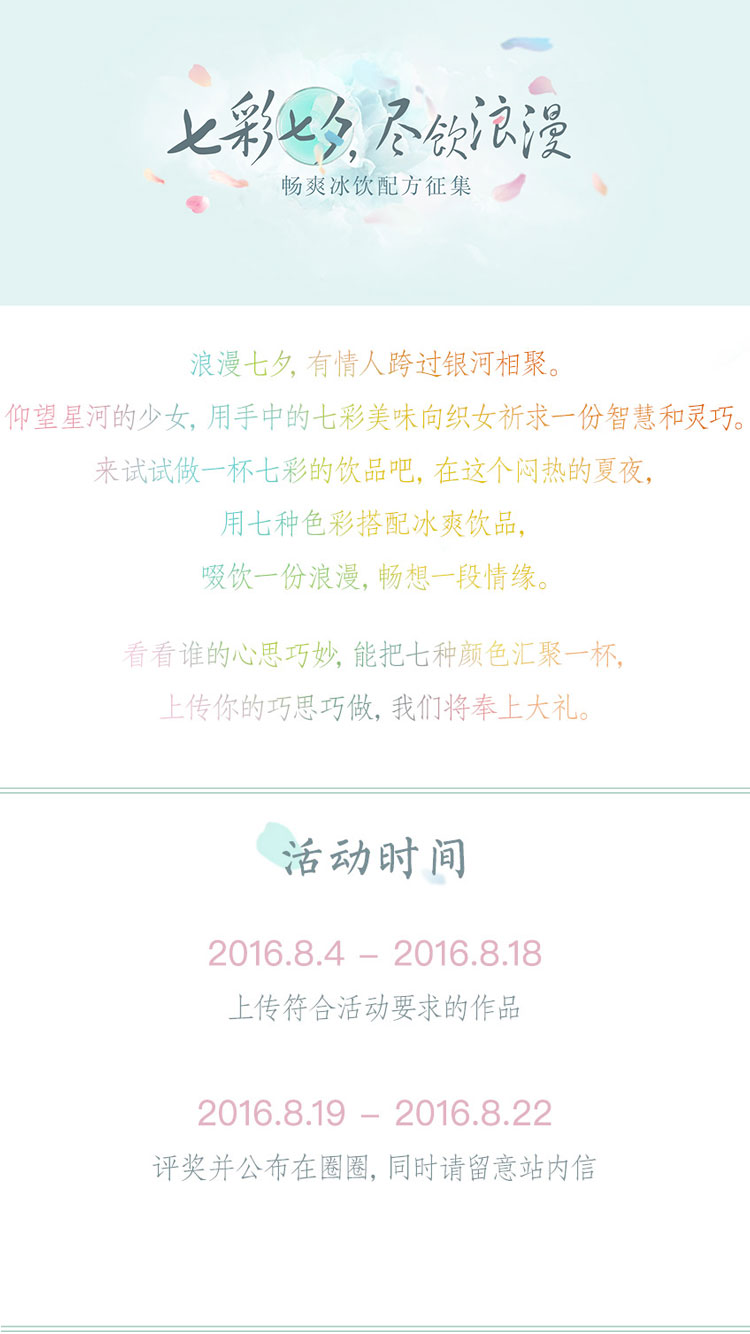 七彩七夕，尽饮浪漫
畅爽冰饮配方征集
浪漫七夕，有情人跨过银河相聚。
仰望星河的少女，用手中的七彩美味向织女祈求一份智慧和灵巧。
来试试做一杯七彩的饮品吧，在这个闷热的夏夜，
用七种色彩搭配冰爽饮品，
啜饮一份浪漫，畅想一段情缘。
看看谁的心思巧妙，能把七种颜色汇聚一杯，
上传你的巧思巧做，我们将奉上大礼。
活动时间
2016.8.4 – 2016.8.18
上传符合活动要求的作品
2016.8.19 – 2016.8.22
评奖并公布在圈圈，同时请留意站内信